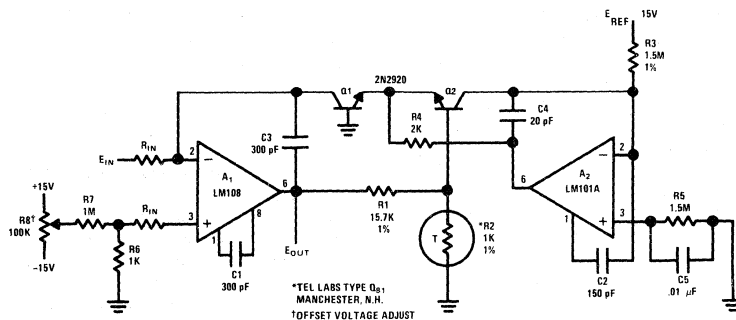 E REF 15V
R3
1.5M
1%
Q1
2N2920
Q2
C4
20 pF
R4
2K
C3
300 pF
RIN
EIN
2
−
A1
LM108
6
3
+
1
8
C1
300 pF
EOUT
+15V
R8†
100K
−15V
R7
1M
RIN
R6
1K
R1
15.7K
1%
T
*R2
1K
1%
6
A2
LM101A
−
2
+
3
1
C2
150 pF
R5
1.5M
C5
.01 μF
*TEL LABS TYPE Q81
MANCHESTER, N.H.
†OFFSET VOLTAGE ADJUST